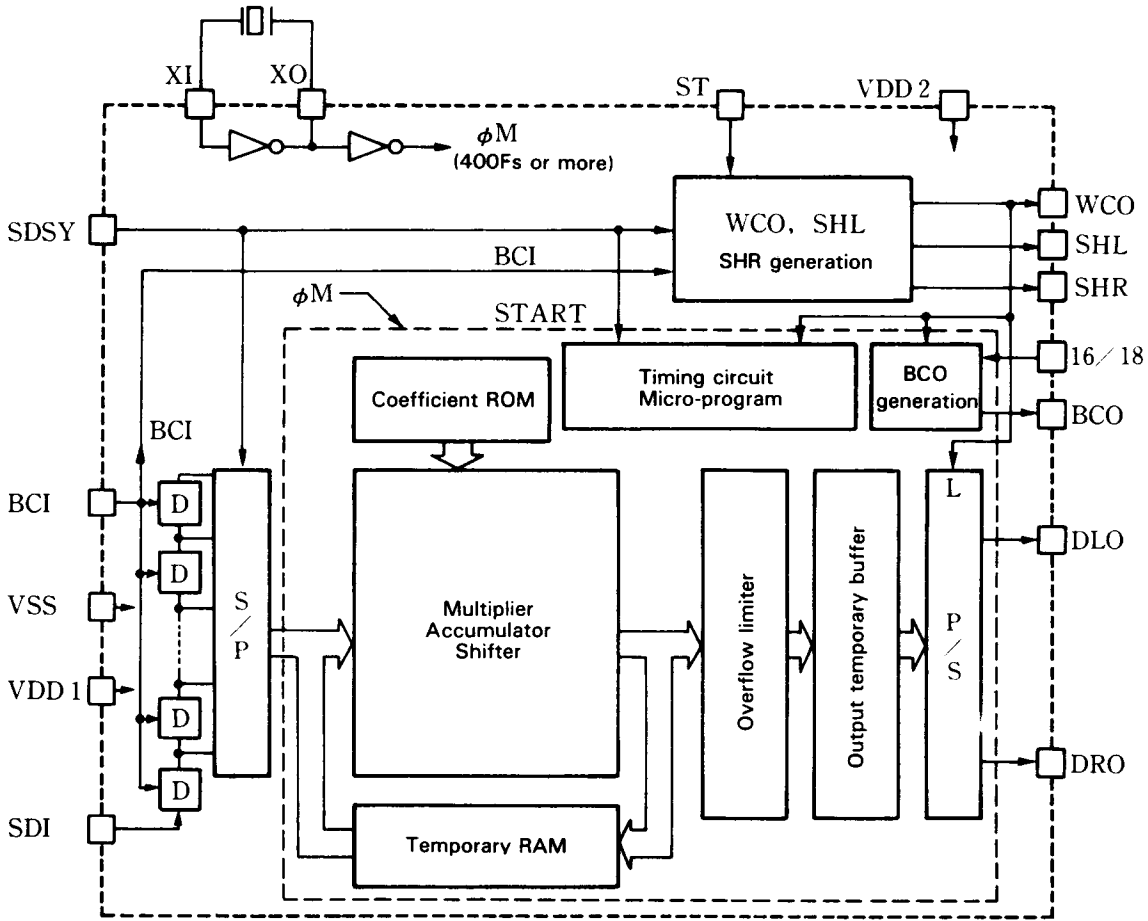 XI
XO
ST
VDD 2
φM
(400Fs or more)
SDSY
WCO, SHL
SHR generation
WCO
SHL
SHR
BCI
φM
START
16/18
Coefficient ROM
Timing circuit
Micro-program
BCO
generation
BCO
BCI
BCI
D
D
D
D
S/P
VSS
VDD 1
SDI
Multiplier
Accumulator
Shifter
Temporary RAM
Overflow limiter
Output temporary buffer
L
P/S
DLO
DRO